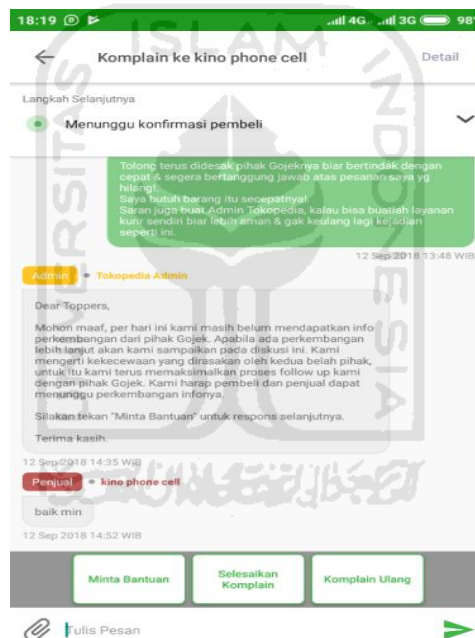 18:19
4G 3G 98%
Komplain ke kino phone cell
Detail
Langkah Selanjutnya
Menunggu konfirmasi pembeli
Tolong terus didesak pihak Gojeknya biar bertindak dengan
cepat & segera bertanggung jawab atas pesanan saya yg
hilang!.
Saya butuh barang itu secepatnya!
Saran juga buat Admin Tokopedia, kalau bisa buatlah layanan
kurir sendiri biar lebih aman & gak keulang lagi kejadian
seperti ini.
12 Sep 2018 13:48 WIB
Admin • Tokopedia Admin
Dear Toppers,
Mohon maaf, per hari ini kami masih belum mendapatkan info
perkembangan dari pihak Gojek. Apabila ada perkembangan
lebih lanjut akan kami sampaikan pada diskusi ini. Kami
mengerti kekecewaan yang dirasakan oleh kedua belah pihak,
untuk itu kami terus memaksimalkan proses follow up kami
dengan pihak Gojek. Kami harap pembeli dan penjual dapat
menunggu perkembangan infonya.
Silakan tekan "Minta Bantuan" untuk respons selanjutnya.
Terima kasih.
12 Sep 2018 14:35 WIB
Penjual • kino phone cell
baik min
12 Sep 2018 14:52 WIB
Minta Bantuan
Selesaikan
Komplain
Komplain Ulang
Tulis Pesan
ISLAM
INDONESIA